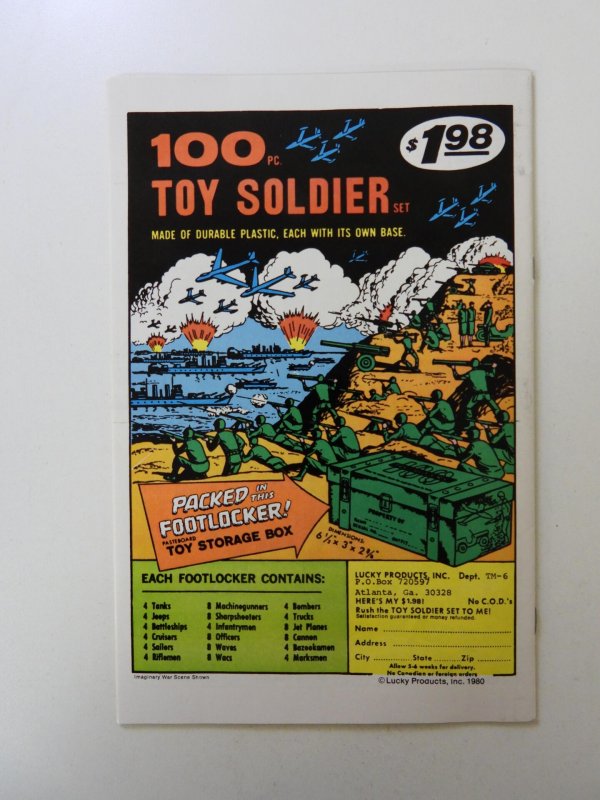 100 PC.
$1.98
TOY SOLDIER SET
MADE OF DURABLE PLASTIC, EACH WITH ITS OWN BASE.
PACKED IN THIS
FOOTLOCKER!
PASTEBOARD
TOY STORAGE BOX
DIMENSIONS:
6 1/2" x 3" x 2 3/8"
PROPERTY OF
EACH FOOTLOCKER CONTAINS:
4 Tanks
4 Jeeps
4 Battleships
4 Cruisers
4 Sailors
4 Riflemen
8 Machinegunners
8 Sharpshooters
4 Infantrymen
8 Officers
8 Waves
8 Wacs
4 Bombers
4 Trucks
8 Jet Planes
8 Cannon
4 Bazookamen
4 Marksmen
LUCKY PRODUCTS, INC. Dept. TM-6
P.O.Box 720597
Atlanta, Ga. 30328
HERE'S MY $1.98! No C.O.D.'s
Rush the TOY SOLDIER SET TO ME!
Satisfaction guaranteed or money refunded.
Name
Address
City State Zip
Allow 5-6 weeks for delivery.
No Canadian or foreign orders
Imaginary War Scene Shown
©Lucky Products, Inc. 1980